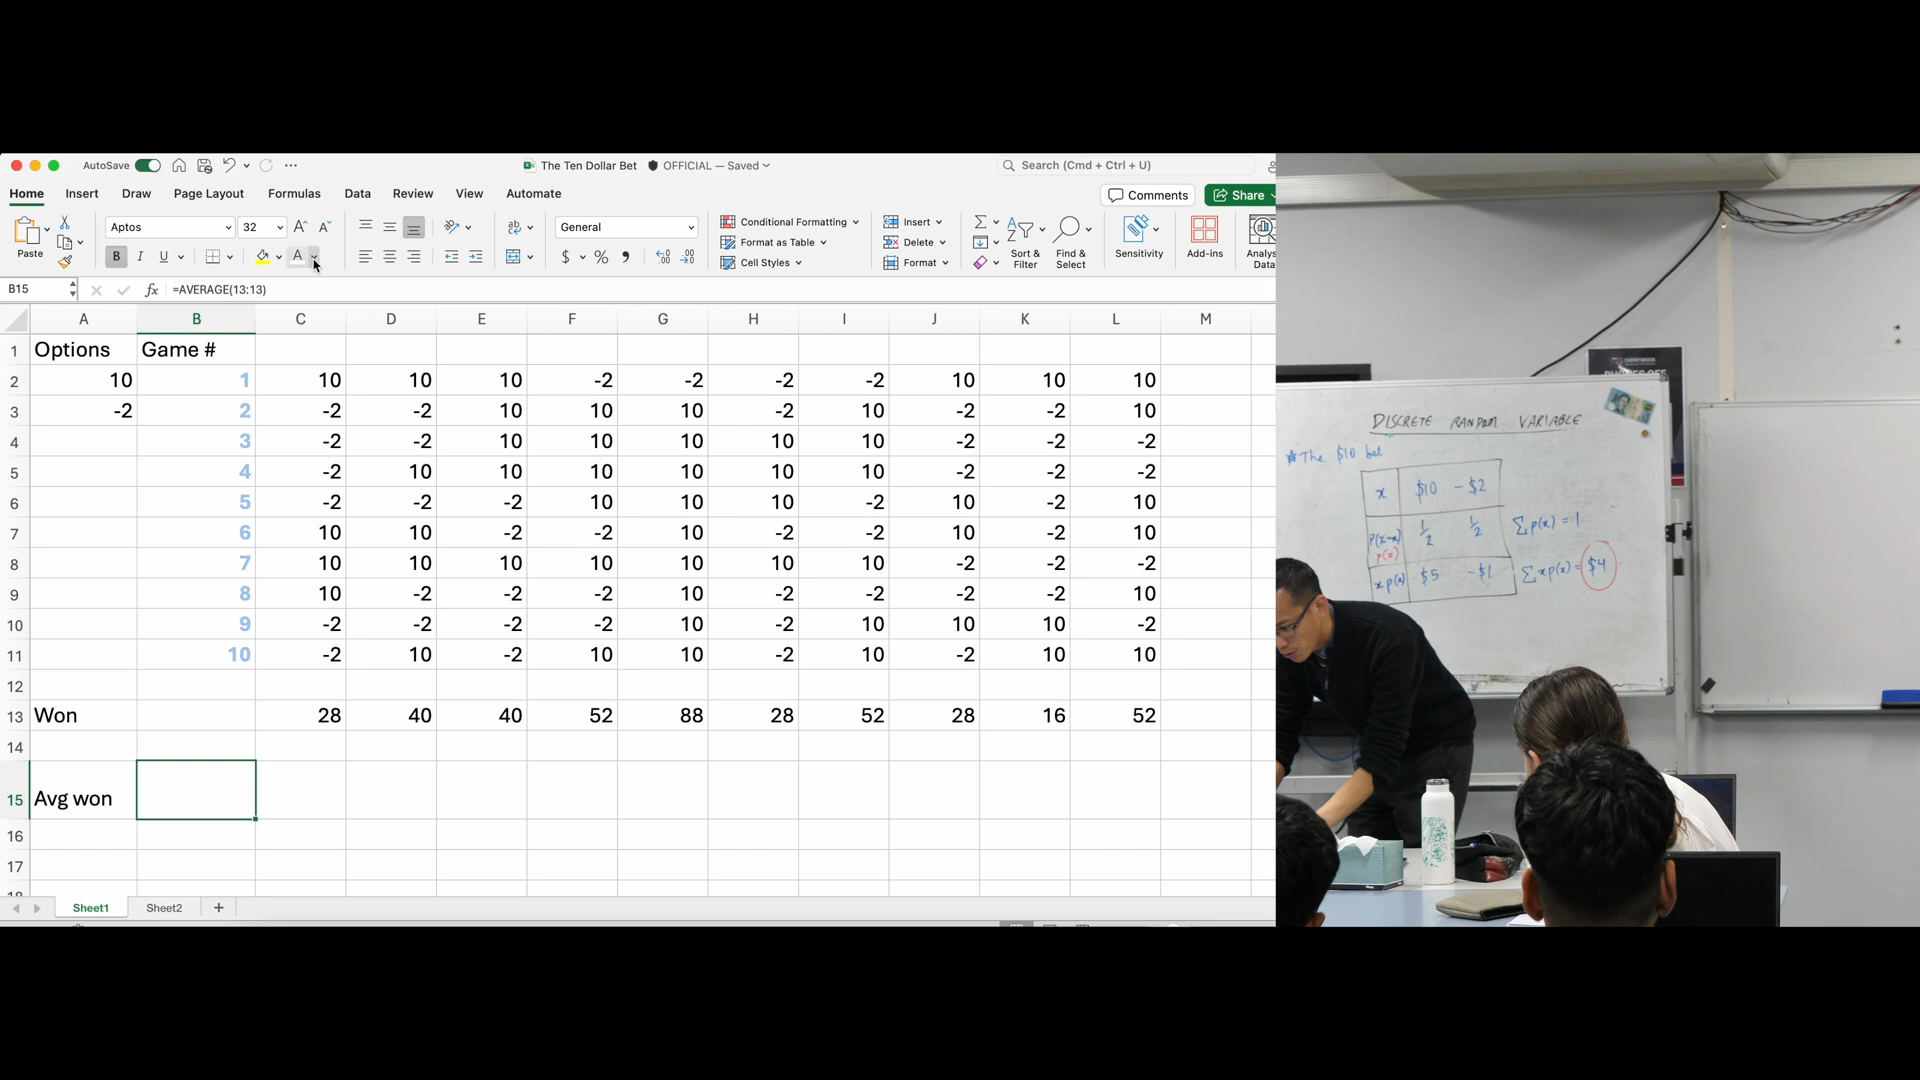 AutoSave The Ten Dollar Bet OFFICIAL — Saved Search (Cmd + Ctrl + U)
Home Insert Draw Page Layout Formulas Data Review View Automate Comments Share
Paste Aptos 32 General Conditional Formatting Insert
B I U A $ % Format as Table Delete Sort & Filter Find & Select Sensitivity Add-ins
Cell Styles Format
B15 fx =AVERAGE(13:13)
A B C D E F G H I J K L M
1 Options Game #
2 10 1 10 10 10 -2 -2 -2 -2 10 10 10
3 -2 2 -2 -2 10 10 10 -2 10 -2 -2 10
4 3 -2 -2 10 10 10 10 10 -2 -2 -2
5 4 -2 10 10 10 10 10 10 -2 -2 -2
6 5 -2 -2 -2 10 10 10 -2 10 -2 10
7 6 10 10 -2 -2 10 -2 -2 10 -2 10
8 7 10 10 10 10 10 10 10 10 -2 -2
9 8 10 -2 -2 -2 10 -2 -2 -2 -2 10
10 9 -2 -2 -2 -2 10 -2 10 10 10 -2
11 10 -2 10 -2 10 10 -2 10 -2 10 10
12
13 Won 28 40 40 52 88 28 52 28 16 52
14
15 Avg won
16
17
Sheet1 Sheet2 +
DISCRETE RANDOM VARIABLE
The $10 bet
x $10 -$2
P(X=x) 1/2 1/2 ∑p(x) = 1
p(x)
x p(x) $5 -$1 ∑xp(x) = $4